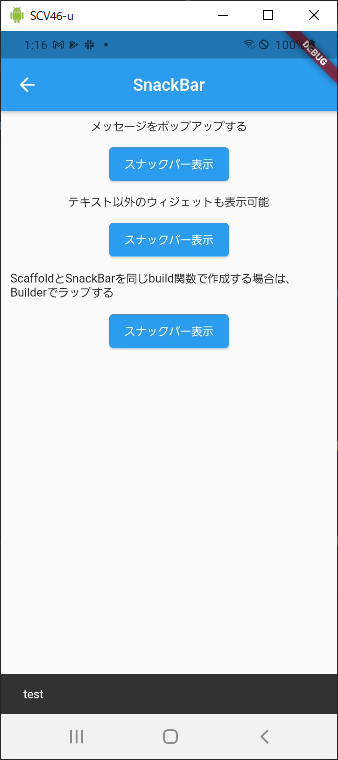 SCV46-u
1:16
100%
DEBUG
SnackBar
メッセージをポップアップする
スナックバー表示
テキスト以外のウィジェットも表示可能
スナックバー表示
ScaffoldとSnackBarを同じbuild関数で作成する場合は、
Builderでラップする
スナックバー表示
test